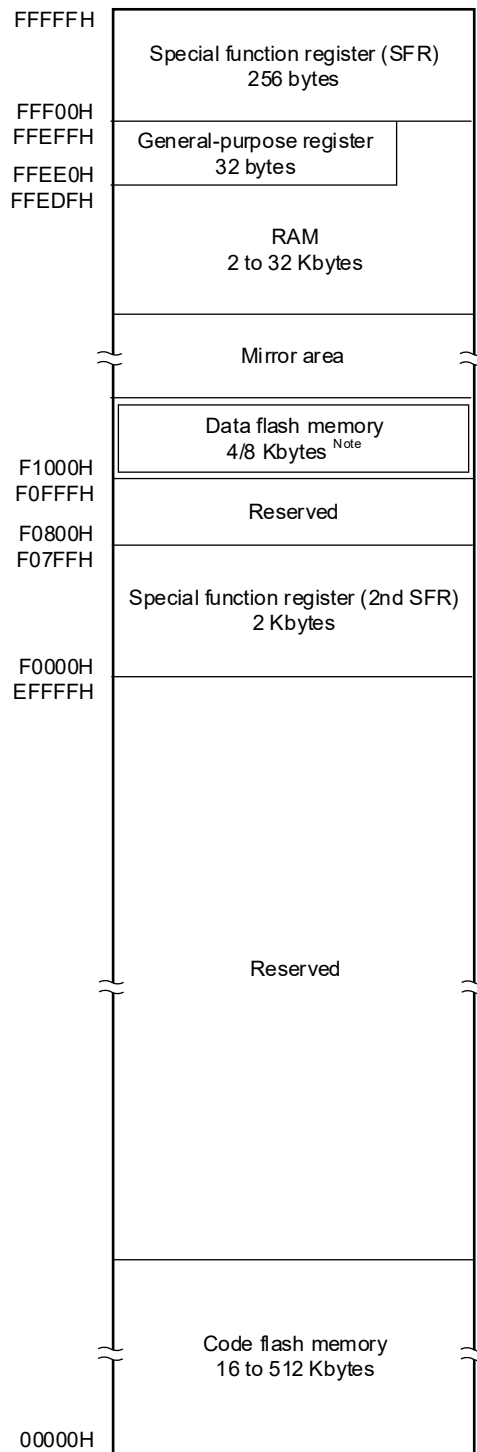 FFFFFH
Special function register (SFR)
256 bytes
FFF00H
FFEFFH
General-purpose register
32 bytes
FFEE0H
FFEDFH
RAM
2 to 32 Kbytes
Mirror area
Data flash memory
4/8 Kbytes Note
F1000H
F0FFFH
Reserved
F0800H
F07FFH
Special function register (2nd SFR)
2 Kbytes
F0000H
EFFFFH
Reserved
Code flash memory
16 to 512 Kbytes
00000H